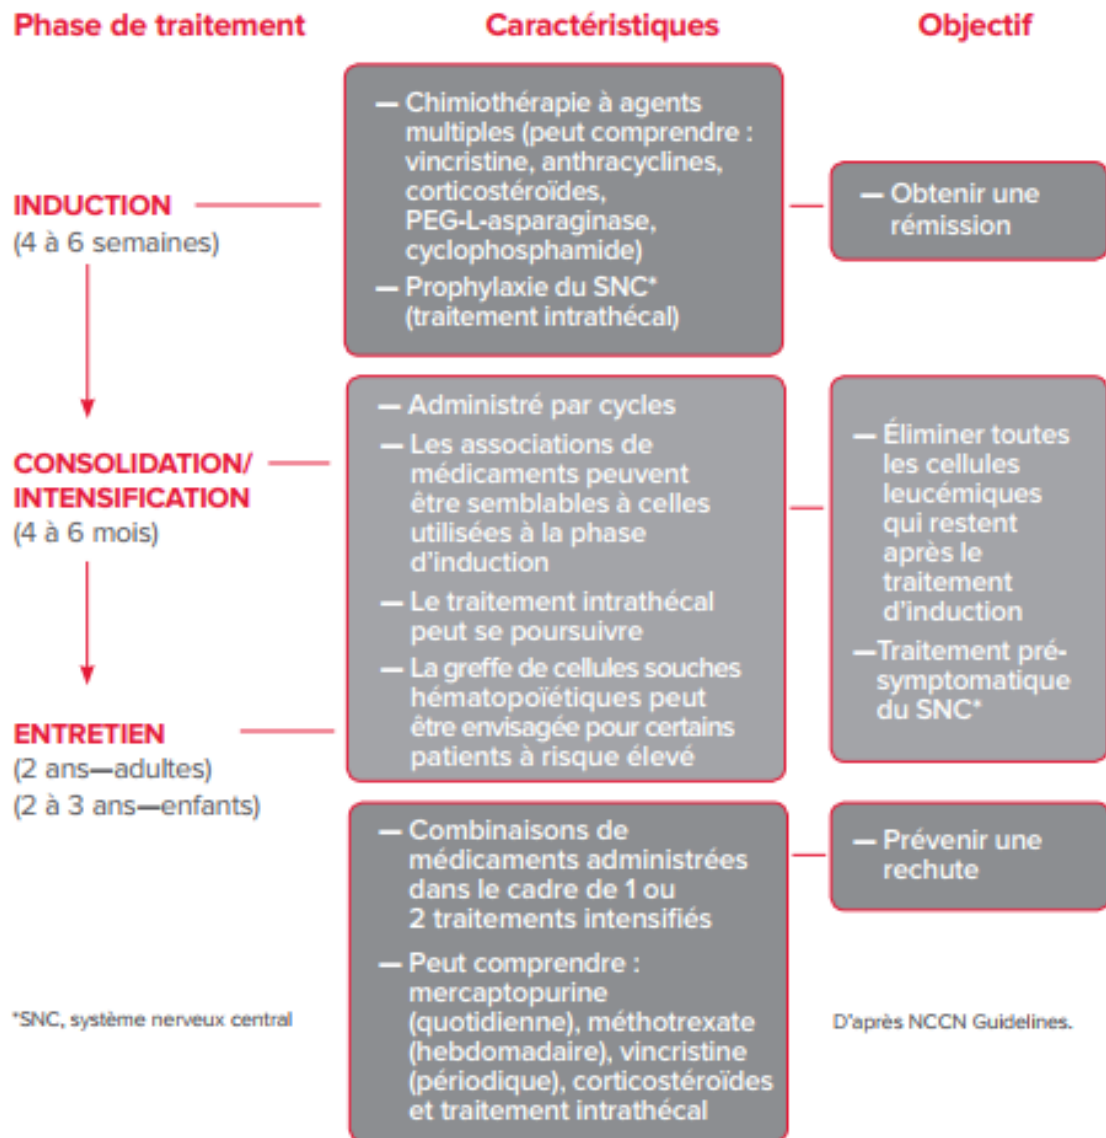 Phase de traitement
Caractéristiques
Objectif
INDUCTION
(4 à 6 semaines)
— Chimiothérapie à agents
multiples (peut comprendre :
vincristine, anthracyclines,
corticostéroïdes,
PEG-L-asparaginase,
cyclophosphamide)
— Prophylaxie du SNC*
(traitement intrathécal)
— Obtenir une
rémission
CONSOLIDATION/
INTENSIFICATION
(4 à 6 mois)
— Administré par cycles
— Les associations de
médicaments peuvent
être semblables à celles
utilisées à la phase
d’induction
— Le traitement intrathécal
peut se poursuivre
— La greffe de cellules souches
hématopoïétiques peut
être envisagée pour certains
patients à risque élevé
— Éliminer toutes
les cellules
leucémiques
qui restent
après le
traitement
d’induction
—Traitement pré-
symptomatique
du SNC*
ENTRETIEN
(2 ans—adultes)
(2 à 3 ans—enfants)
— Combinaisons de
médicaments administrées
dans le cadre de 1 ou
2 traitements intensifiés
— Peut comprendre :
mercaptopurine
(quotidienne), méthotrexate
(hebdomadaire), vincristine
(périodique), corticostéroïdes
et traitement intrathécal
— Prévenir une
rechute
*SNC, système nerveux central
D’après NCCN Guidelines.